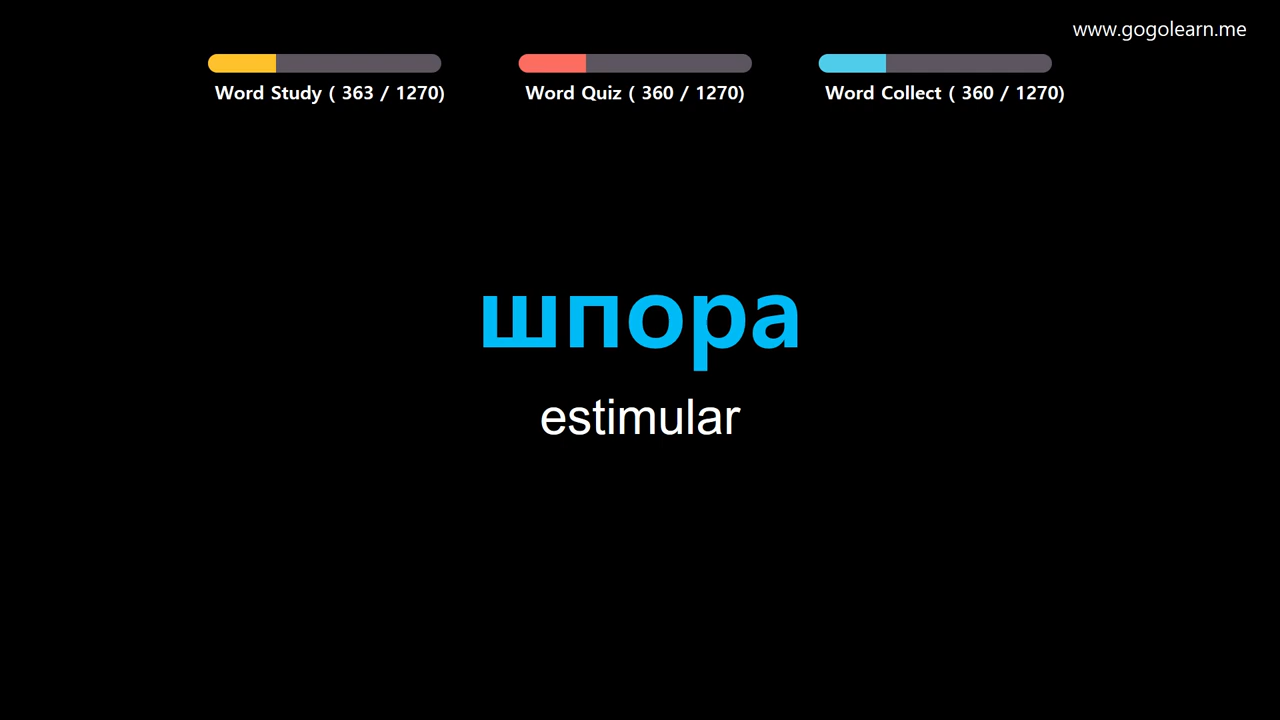 www.gogolearn.me
Word Study ( 363 / 1270)
Word Quiz ( 360 / 1270)
Word Collect ( 360 / 1270)
шпора
estimular